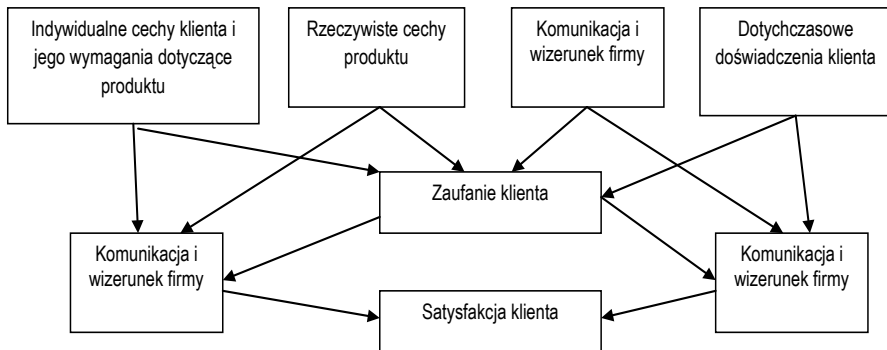 Indywidualne cechy klienta i
jego wymagania dotyczące
produktu
Rzeczywiste cechy
produktu
Komunikacja i
wizerunek firmy
Dotychczasowe
doświadczenia klienta
Zaufanie klienta
Komunikacja i
wizerunek firmy
Komunikacja i
wizerunek firmy
Satysfakcja klienta